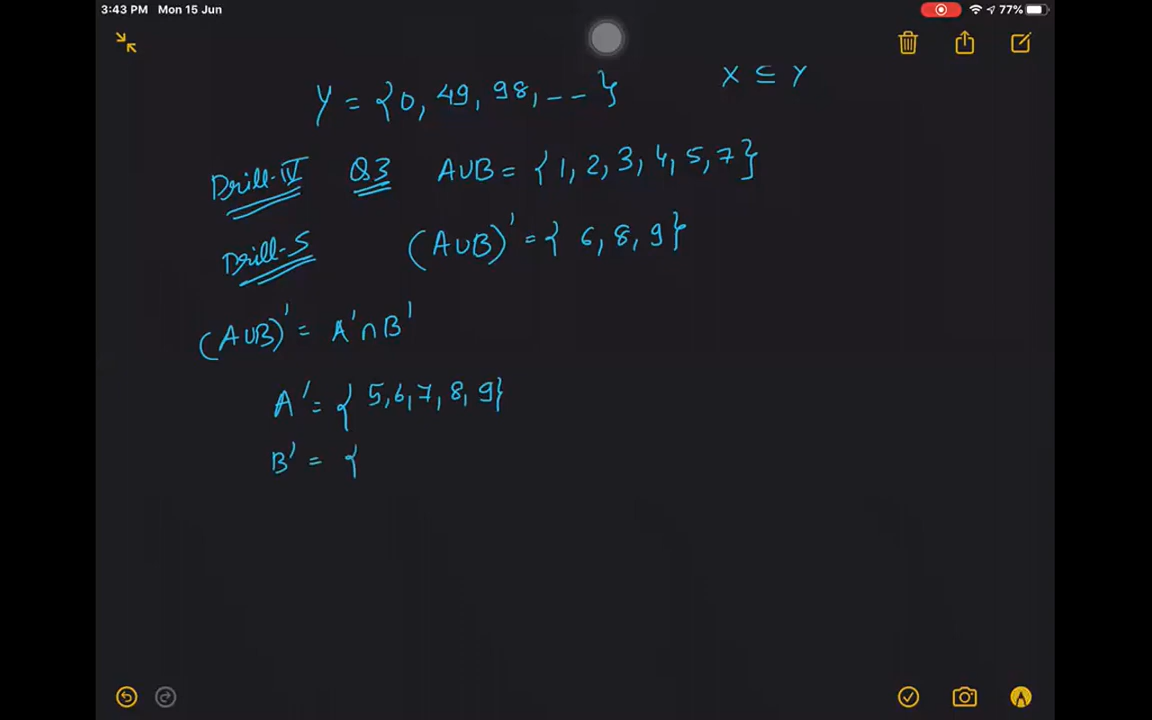 3:43 PM Mon 15 Jun 77%
Y = {0, 49, 98, _ _ } X ⊆ Y
Drill-IV Q3 A∪B = {1, 2, 3, 4, 5, 7}
Drill-5 (A∪B)' = { 6, 8, 9}
(A∪B)' = A'∩B'
A' = { 5, 6, 7, 8, 9}
B' = {